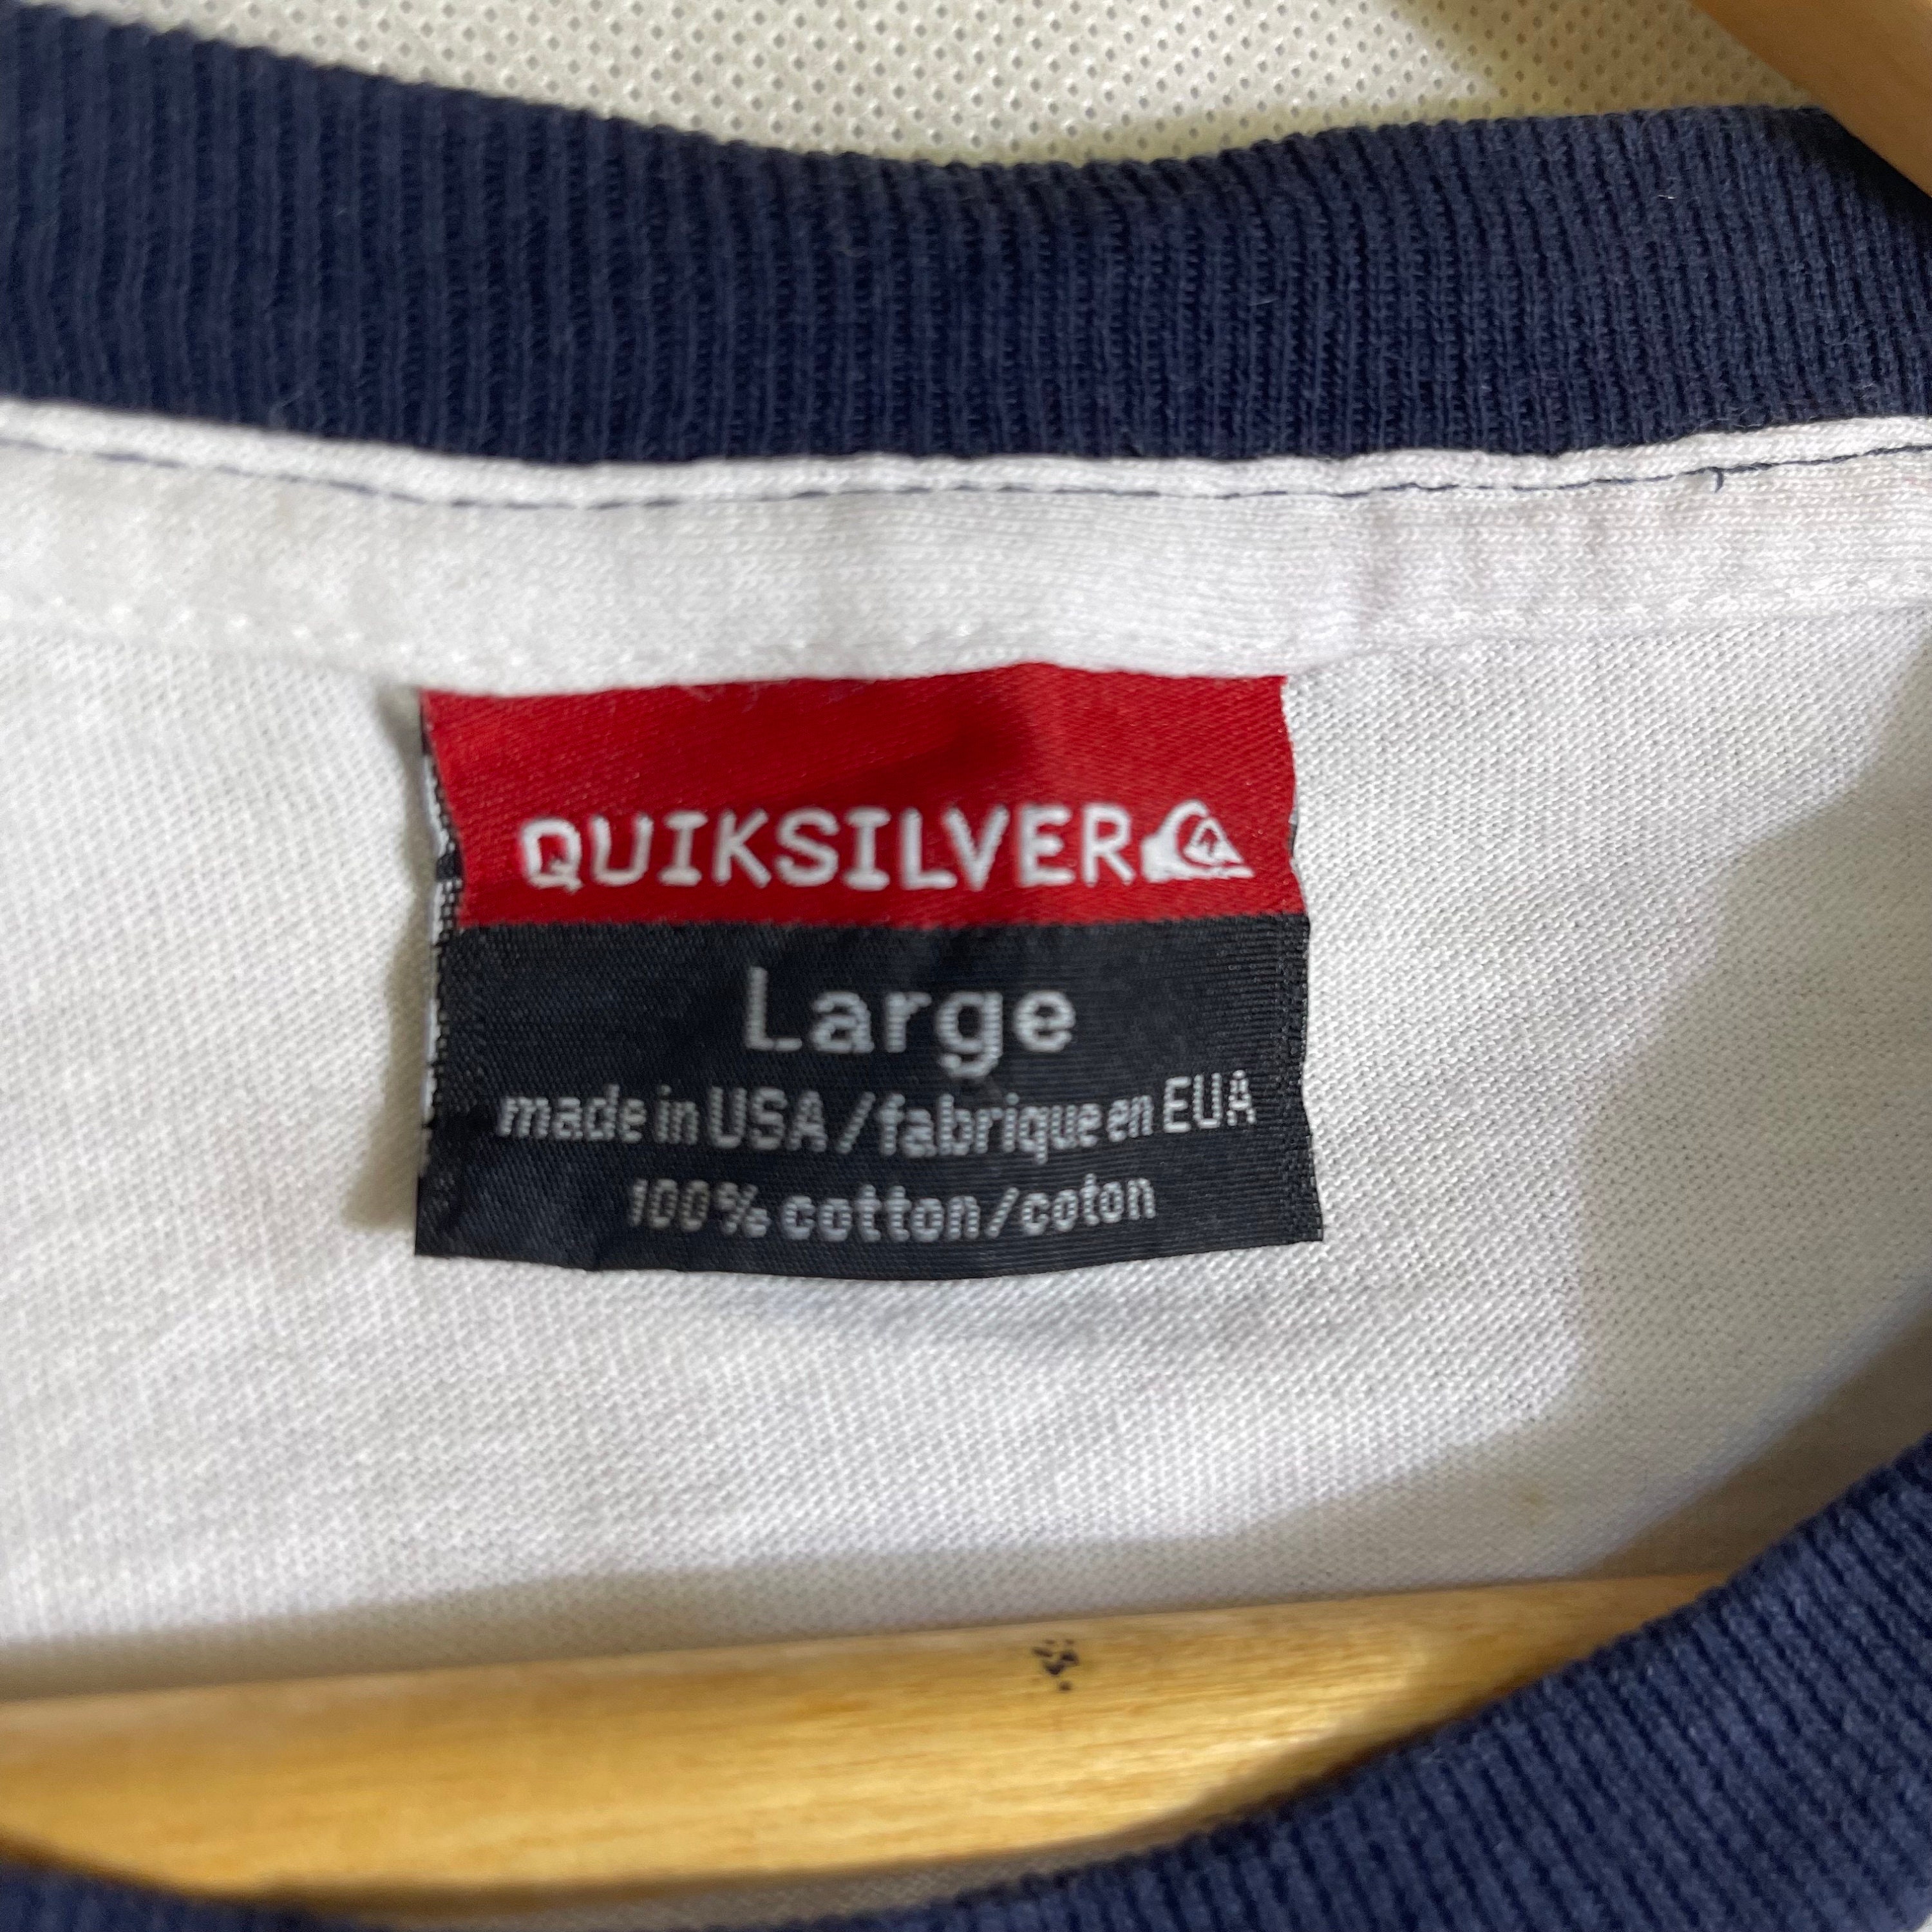 QUIKSILVER
Large
made in USA/fabrique en EUA
100% cotton/coton